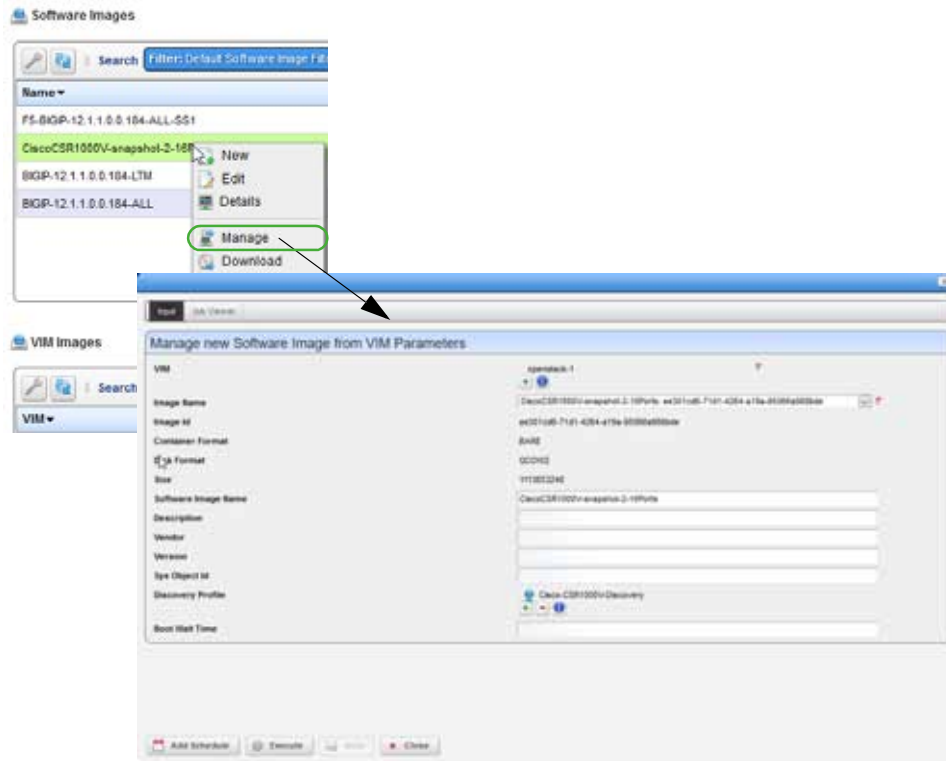 Software Images
Search Filter: Default Software Image Filt
Name
F5-BIGIP-12.1.1.0.0.184-ALL-SS1
CiscoCSR1000V-snapshot-2-16P
BIGIP-12.1.1.0.0.184-LTM
BIGIP-12.1.1.0.0.184-ALL
New
Edit
Details
Manage
Download
Input Job Viewer
VIM Images
Search
VIM
Manage new Software Image from VIM Parameters
VIM openstack-1
Image Name
Image Id
Container Format BARE
Disk Format QCOW2
Size
Software Image Name CiscoCSR1000V-snapshot-2-16Ports
Description
Vendor
Version
Sys Object Id
Discovery Profile Cisco-CSR1000V-Discovery
Boot Wait Time
Add Schedule Execute Close